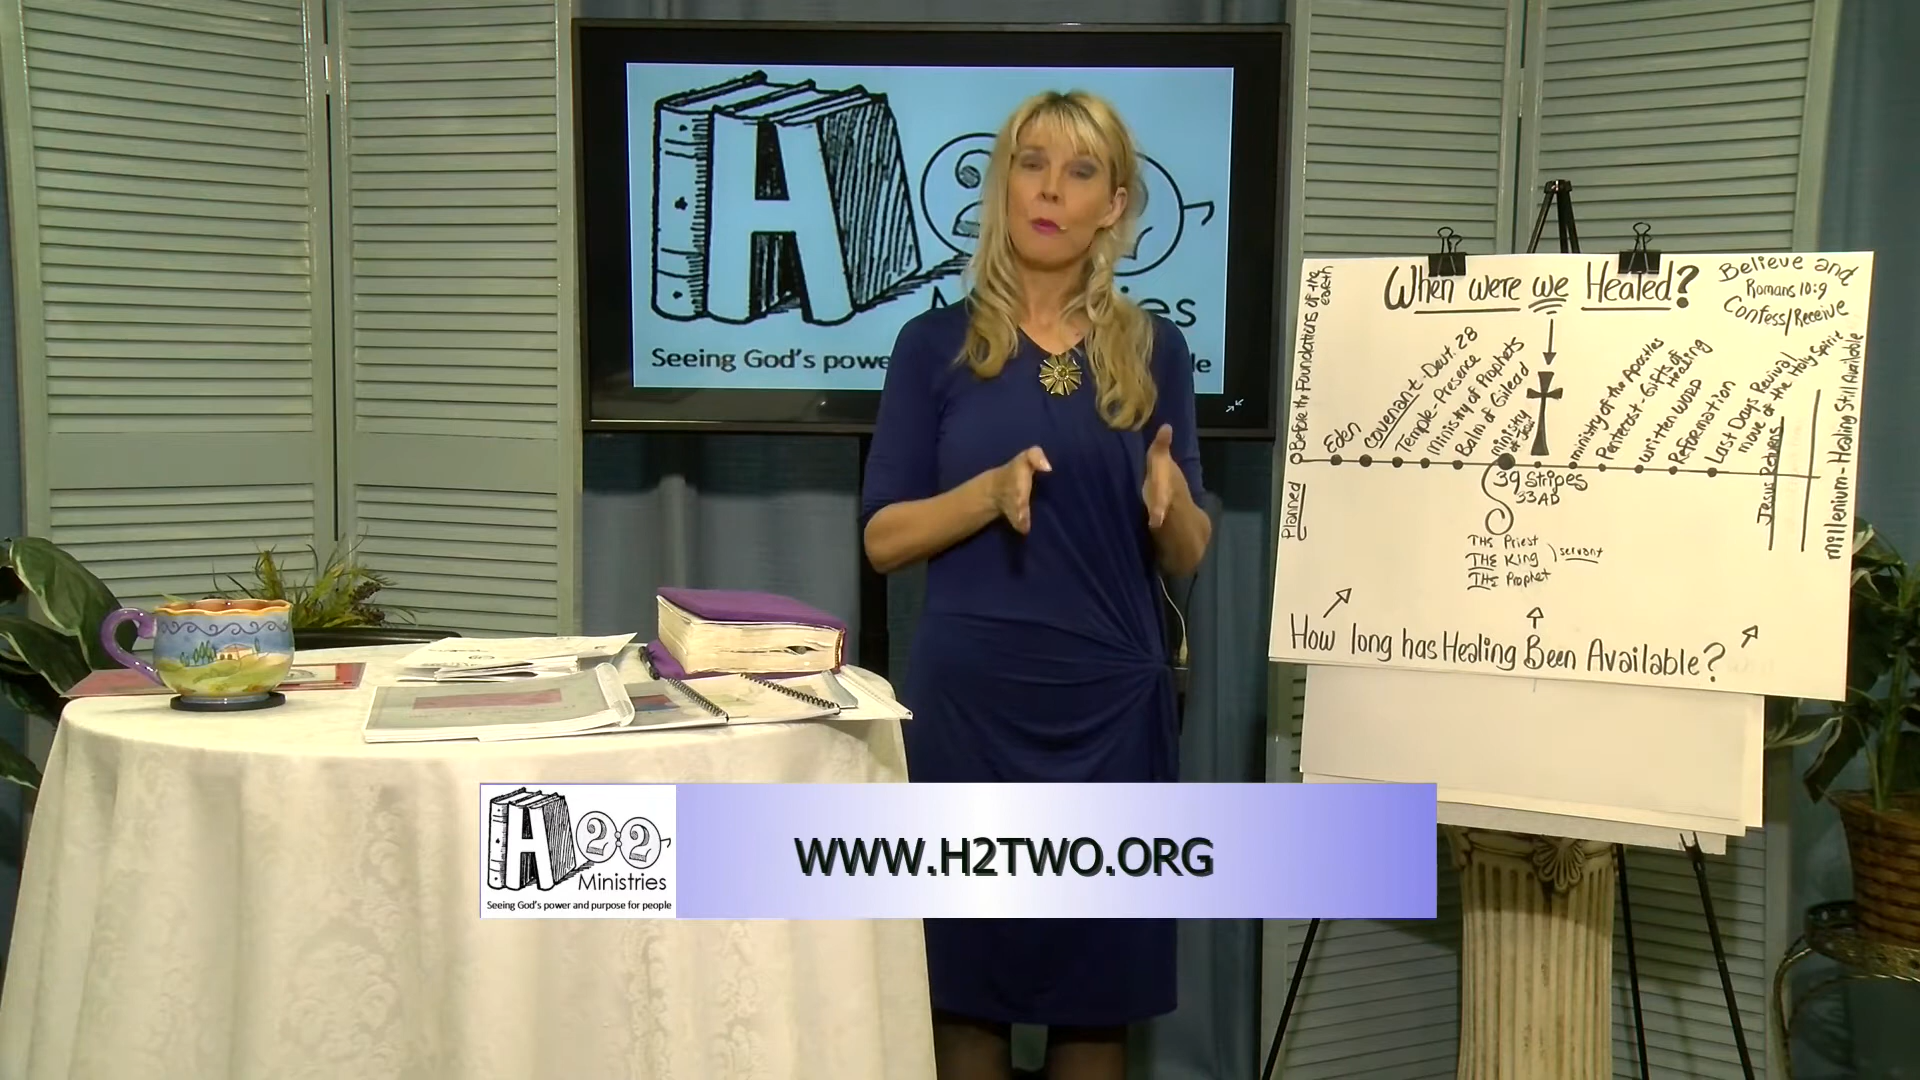 H 2
Ministries
Seeing God's powe
le
When were we Healed?
Believe and
Romans 10:9
Confess/Receive
Before the Foundations of the
Earth
Planned
Eden
Covenant - Deut. 28
Temple - Presence
Ministry of Prophets
Balm of Gilead
ministry
of Jesus
39 Stripes
33 AD
ministry of the Apostles
Pentecost - Gifts of
Healing
written word
Reformation
Last Days Revival
move of the Holy Spirit
Jesus Returns
Millenium - Healing Still Available
THE Priest
THE King
THE Prophet
servant
How long has Healing Been Available?
H 2:2
Ministries
Seeing God's power and purpose for people
WWW.H2TWO.ORG